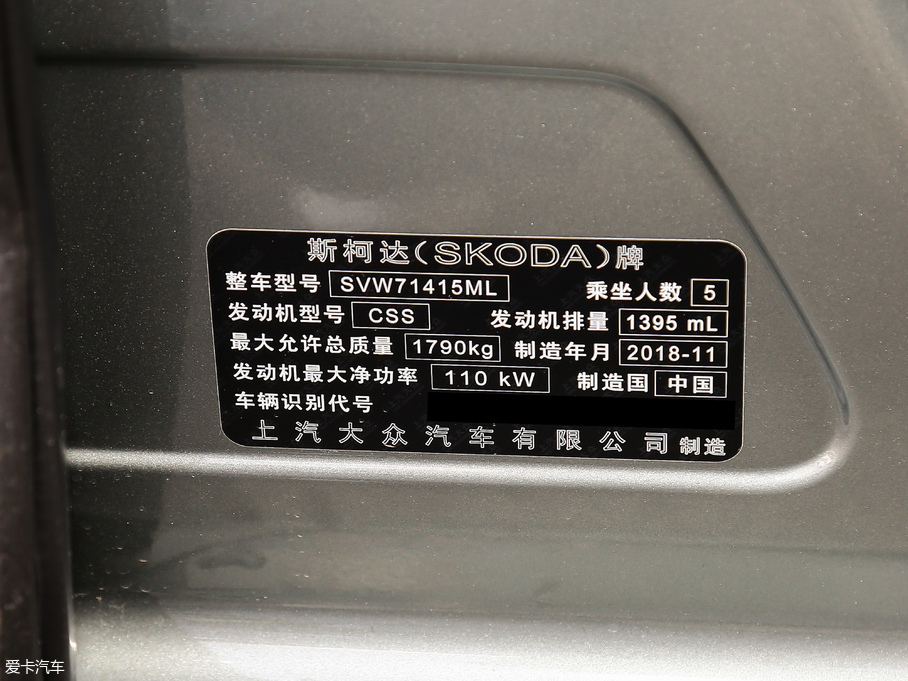 斯柯达(SKODA)牌
整车型号 SVW71415ML 乘坐人数 5
发动机型号 CSS 发动机排量 1395 mL
最大允许总质量 1790kg 制造年月 2018-11
发动机最大净功率 110 kW 制造国 中国
车辆识别代号
上汽大众汽车有限公司 制造
爱卡汽车